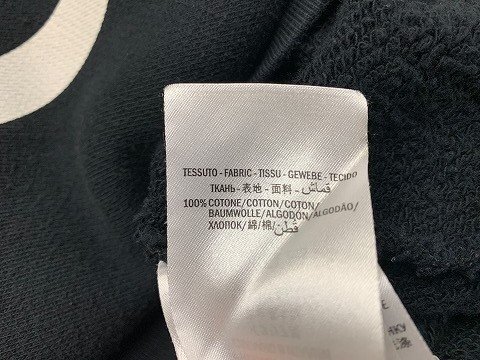 TESSUTO - FABRIC - TISSU - GEWEBE - TECIDO
ТКАНЬ - 表地 - 面料 - قماش
100% COTONE/COTTON/COTON/
BAUMWOLLE/ALGODÓN/ALGODÃO/
ХЛОПОК/綿/棉/قطن